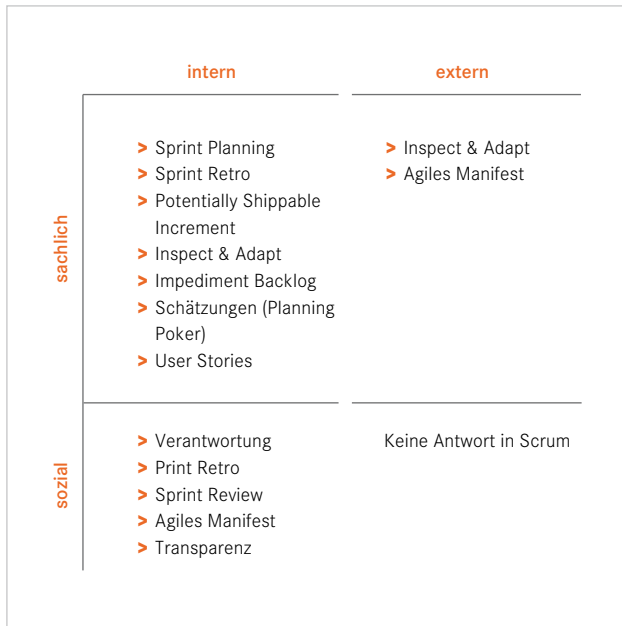 intern
extern
sachlich
> Sprint Planning
> Sprint Retro
> Potentially Shippable
Increment
> Inspect & Adapt
> Impediment Backlog
> Schätzungen (Planning
Poker)
> User Stories
> Inspect & Adapt
> Agiles Manifest
sozial
> Verantwortung
> Print Retro
> Sprint Review
> Agiles Manifest
> Transparenz
Keine Antwort in Scrum